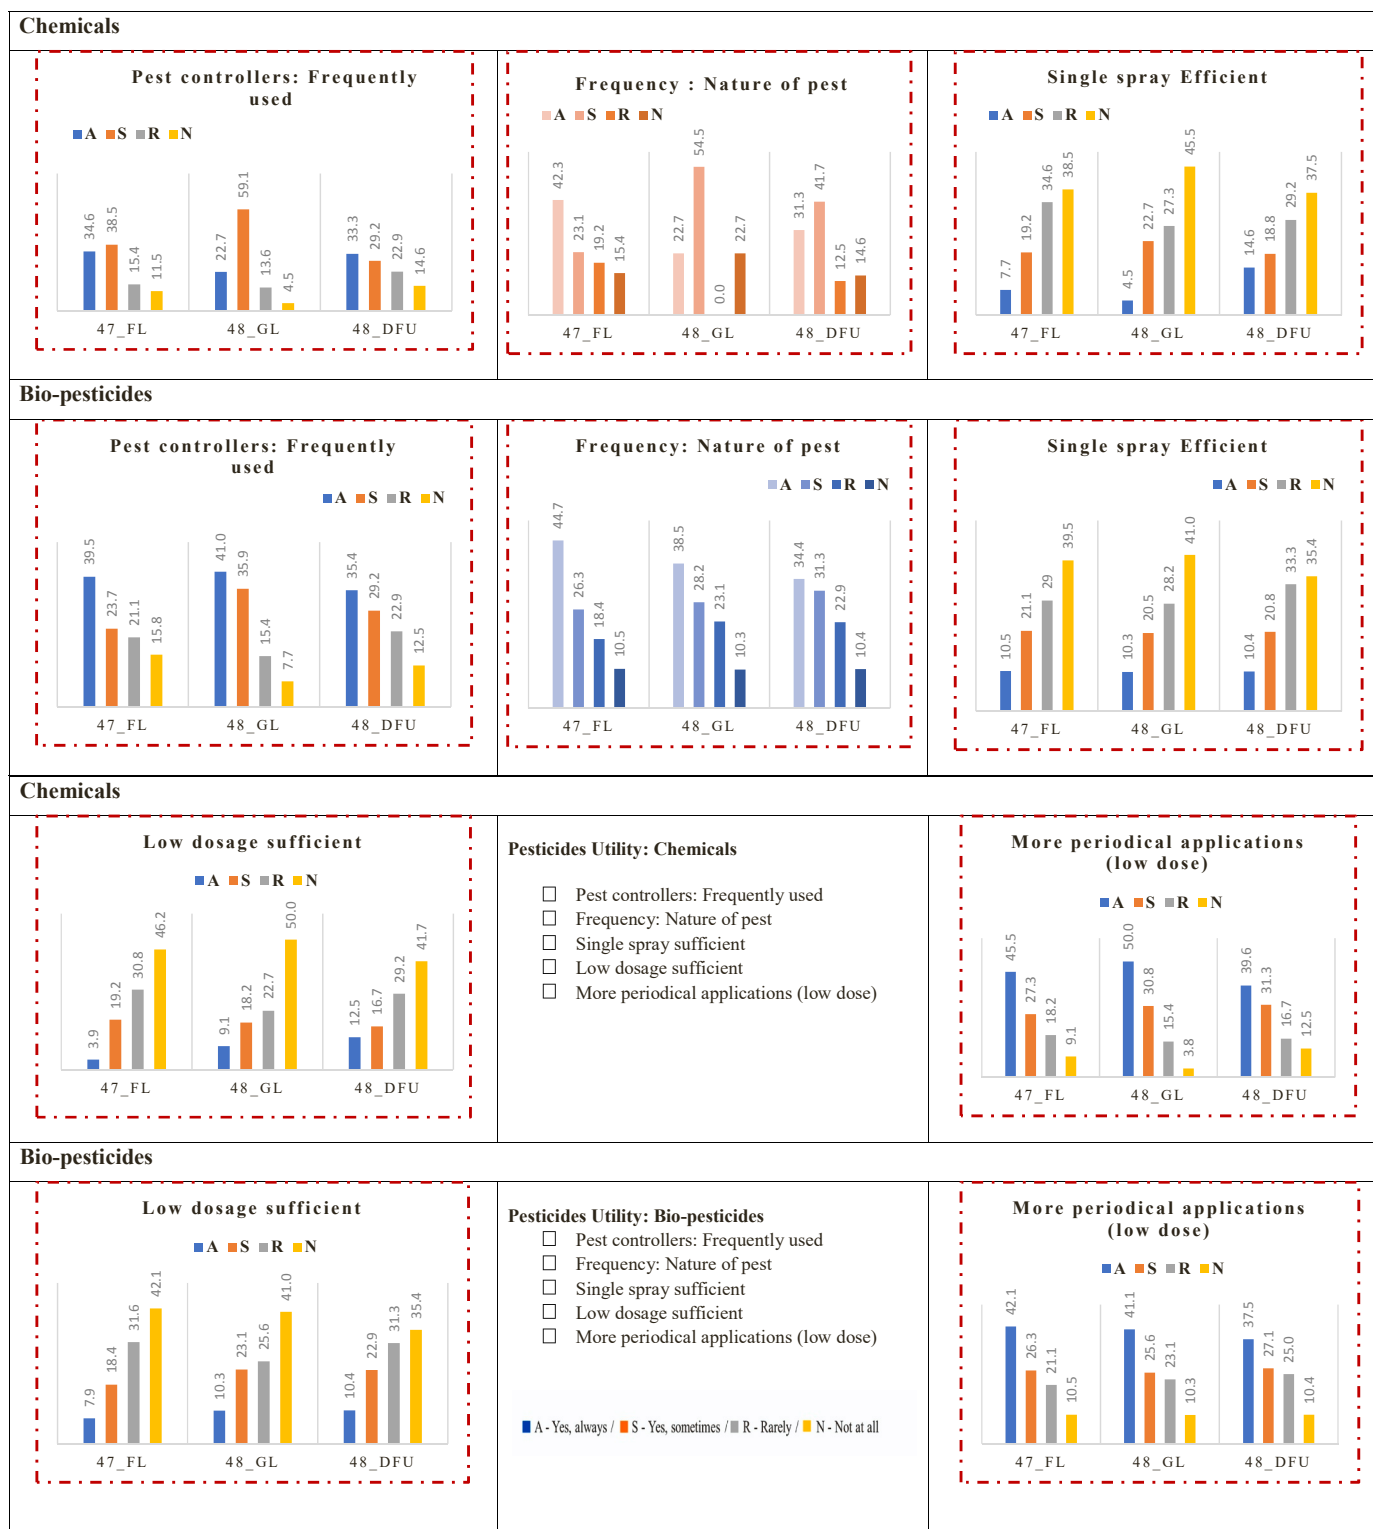 Chemicals
Pest controllers: Frequently
used
A S R N
34.6 38.5 15.4 11.5 22.7 59.1 13.6 4.5 33.3 29.2 22.9 14.6
47_FL 48_GL 48_DFU
Frequency : Nature of pest
A S R N
42.3 23.1 19.2 15.4 22.7 54.5 0.0 22.7 31.3 41.7 12.5 14.6
47_FL 48_GL 48_DFU
Single spray Efficient
A S R N
7.7 19.2 34.6 38.5 4.5 22.7 27.3 45.5 14.6 18.8 29.2 37.5
47_FL 48_GL 48_DFU
Bio-pesticides
Pest controllers: Frequently
used
A S R N
39.5 23.7 21.1 15.8 41.0 35.9 15.4 7.7 35.4 29.2 22.9 12.5
47_FL 48_GL 48_DFU
Frequency: Nature of pest
A S R N
44.7 26.3 18.4 10.5 38.5 28.2 23.1 10.3 34.4 31.3 22.9 10.4
47_FL 48_GL 48_DFU
Single spray Efficient
A S R N
10.5 21.1 29 39.5 10.3 20.5 28.2 41.0 10.4 20.8 33.3 35.4
47_FL 48_GL 48_DFU
Chemicals
Low dosage sufficient
A S R N
3.9 19.2 30.8 46.2 9.1 18.2 22.7 50.0 12.5 16.7 29.2 41.7
47_FL 48_GL 48_DFU
Pesticides Utility: Chemicals
☐ Pest controllers: Frequently used
☐ Frequency: Nature of pest
☐ Single spray sufficient
☐ Low dosage sufficient
☐ More periodical applications (low dose)
More periodical applications
(low dose)
A S R N
45.5 27.3 18.2 9.1 50.0 30.8 15.4 3.8 39.6 31.3 16.7 12.5
47_FL 48_GL 48_DFU
Bio-pesticides
Low dosage sufficient
A S R N
7.9 18.4 31.6 42.1 10.3 23.1 25.6 41.0 10.4 22.9 31.3 35.4
47_FL 48_GL 48_DFU
Pesticides Utility: Bio-pesticides
☐ Pest controllers: Frequently used
☐ Frequency: Nature of pest
☐ Single spray sufficient
☐ Low dosage sufficient
☐ More periodical applications (low dose)
A - Yes, always / S - Yes, sometimes / R - Rarely / N - Not at all
More periodical applications
(low dose)
A S R N
42.1 26.3 21.1 10.5 41.1 25.6 23.1 10.3 37.5 27.1 25.0 10.4
47_FL 48_GL 48_DFU